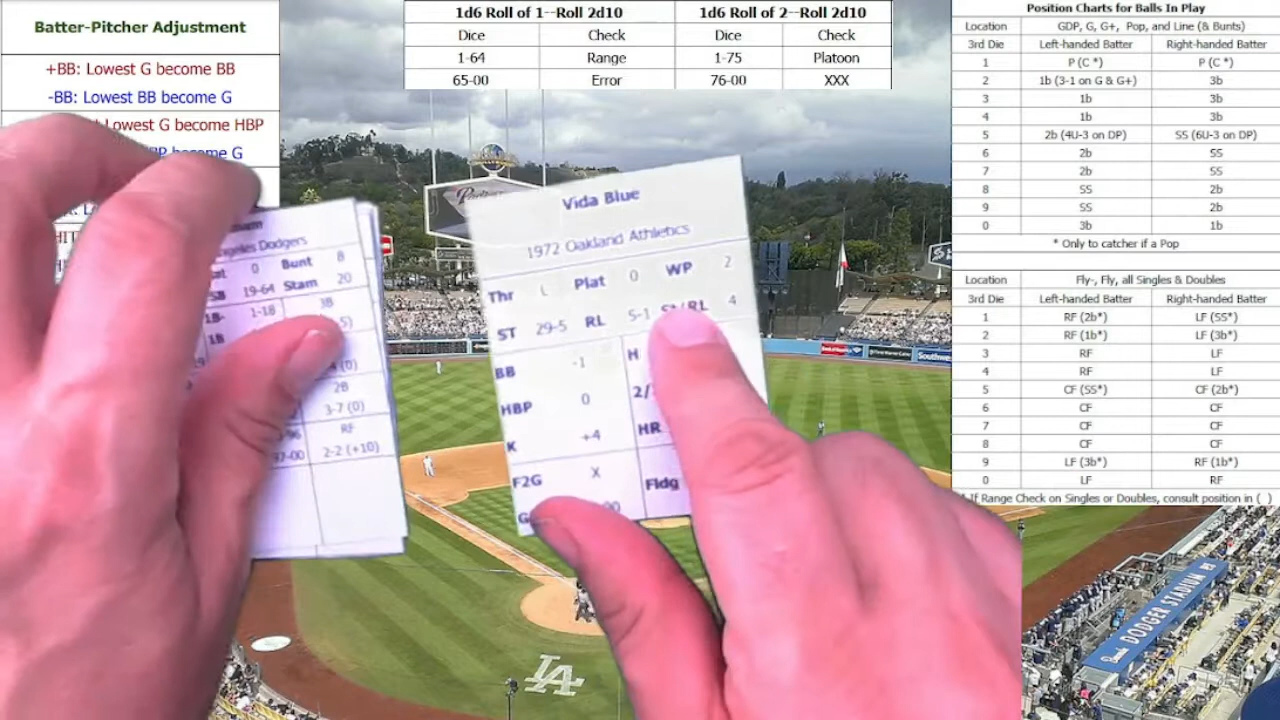 Batter-Pitcher Adjustment
+BB: Lowest G become BB
-BB: Lowest BB become G
Lowest G become HBP
become G
1d6 Roll of 1--Roll 2d10 1d6 Roll of 2--Roll 2d10
Dice Check Dice Check
1-64 Range 1-75 Platoon
65-00 Error 76-00 XXX
Position Charts for Balls In Play
Location GDP, G, G+, Pop, and Line (& Bunts)
3rd Die Left-handed Batter Right-handed Batter
1 P (C *) P (C *)
2 1b (3-1 on G & G+) 3b
3 1b 3b
4 1b 3b
5 2b (4U-3 on DP) SS (6U-3 on DP)
6 2b SS
7 2b SS
8 SS 2b
9 SS 2b
0 3b 1b
* Only to catcher if a Pop
Location Fly-, Fly, all Singles & Doubles
3rd Die Left-handed Batter Right-handed Batter
1 RF (2b*) LF (SS*)
2 RF (1b*) LF (3b*)
3 RF LF
4 RF LF
5 CF (SS*) CF (2b*)
6 CF CF
7 CF CF
8 CF CF
9 LF (3b*) RF (1b*)
0 LF RF
If Range Check on Singles or Doubles, consult position in ( )
Dodgers
0 Bunt 8
19-64 Stam 20
1B- 1-18 3B
1B
(0)
2B
3-7 (0)
RF
97-00 2-2 (+10)
Vida Blue
1972 Oakland Athletics
Thr L Plat 0 WP 2
ST 29-5 RL 5-1 RL 4
BB -1
HBP 0
K +4 HR
F2G X Fldg
DODGER STADIUM
LA
Southwest